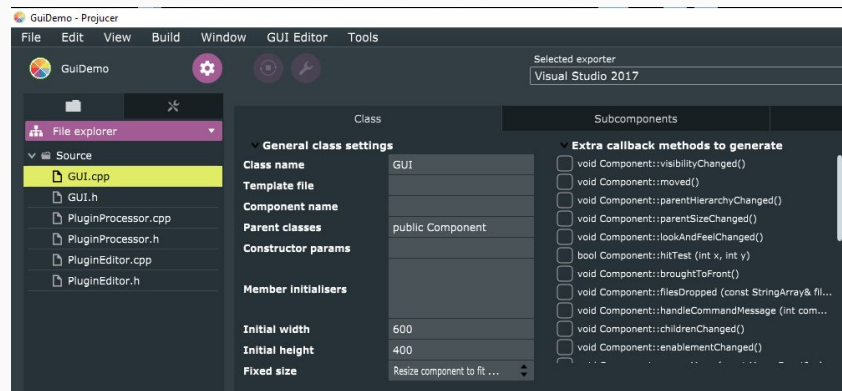 GuiDemo - Projucer
File Edit View Build Window GUI Editor Tools
GuiDemo
Selected exporter
Visual Studio 2017
File explorer
Source
GUI.cpp
GUI.h
PluginProcessor.cpp
PluginProcessor.h
PluginEditor.cpp
PluginEditor.h
Class
Subcomponents
General class settings
Class name GUI
Template file
Component name
Parent classes public Component
Constructor params
Member initialisers
Initial width 600
Initial height 400
Fixed size Resize component to fit ...
Extra callback methods to generate
void Component::visibilityChanged()
void Component::moved()
void Component::parentHierarchyChanged()
void Component::parentSizeChanged()
void Component::lookAndFeelChanged()
bool Component::hitTest (int x, int y)
void Component::broughtToFront()
void Component::filesDropped (const StringArray& fil...
void Component::handleCommandMessage (int com...
void Component::childrenChanged()
void Component::enablementChanged()